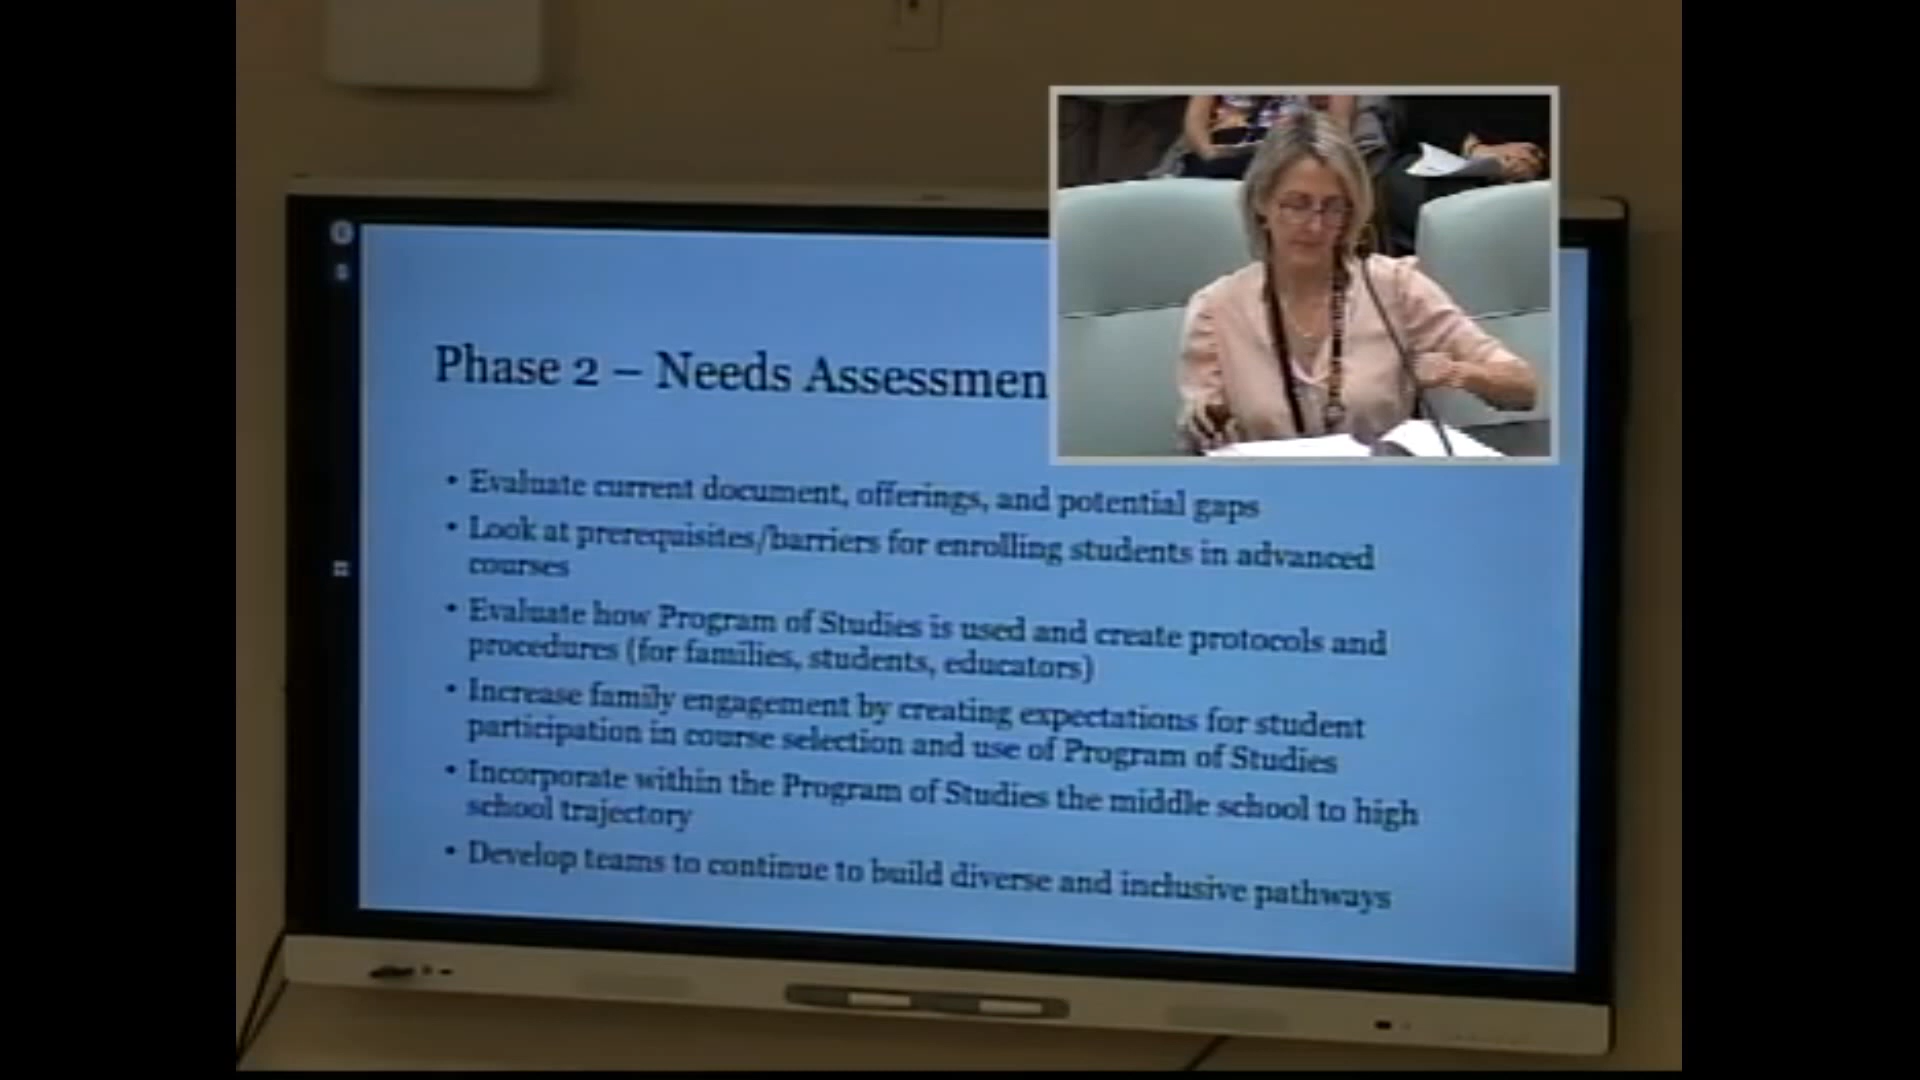 Phase 2 – Needs Assessmen
• Evaluate current document, offerings, and potential gaps
• Look at prerequisites/barriers for enrolling students in advanced
courses
• Evaluate how Program of Studies is used and create protocols and
procedures (for families, students, educators)
• Increase family engagement by creating expectations for student
participation in course selection and use of Program of Studies
• Incorporate within the Program of Studies the middle school to high
school trajectory
• Develop teams to continue to build diverse and inclusive pathways